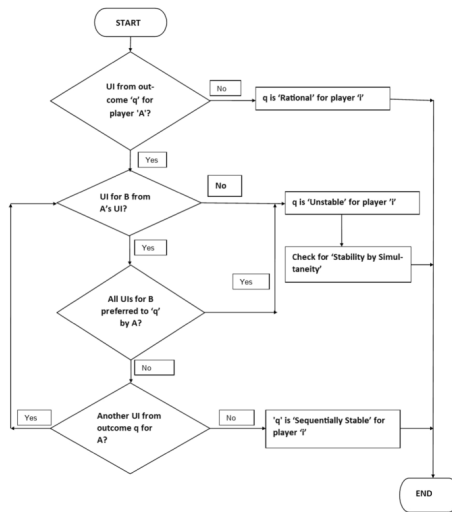 START
UI from out-
come ‘q’ for
player 'A'?
No
q is ‘Rational’ for player ‘i’
Yes
UI for B from
A’s UI?
No
q is ‘Unstable’ for player ‘i’
Yes
Check for ‘Stability by Simul-
taneity’
Yes
All UIs for B
preferred to ‘q’
by A?
No
Yes
Another UI from
outcome q for
A?
No
'q' is ‘Sequentially Stable’ for
player ‘i’
END